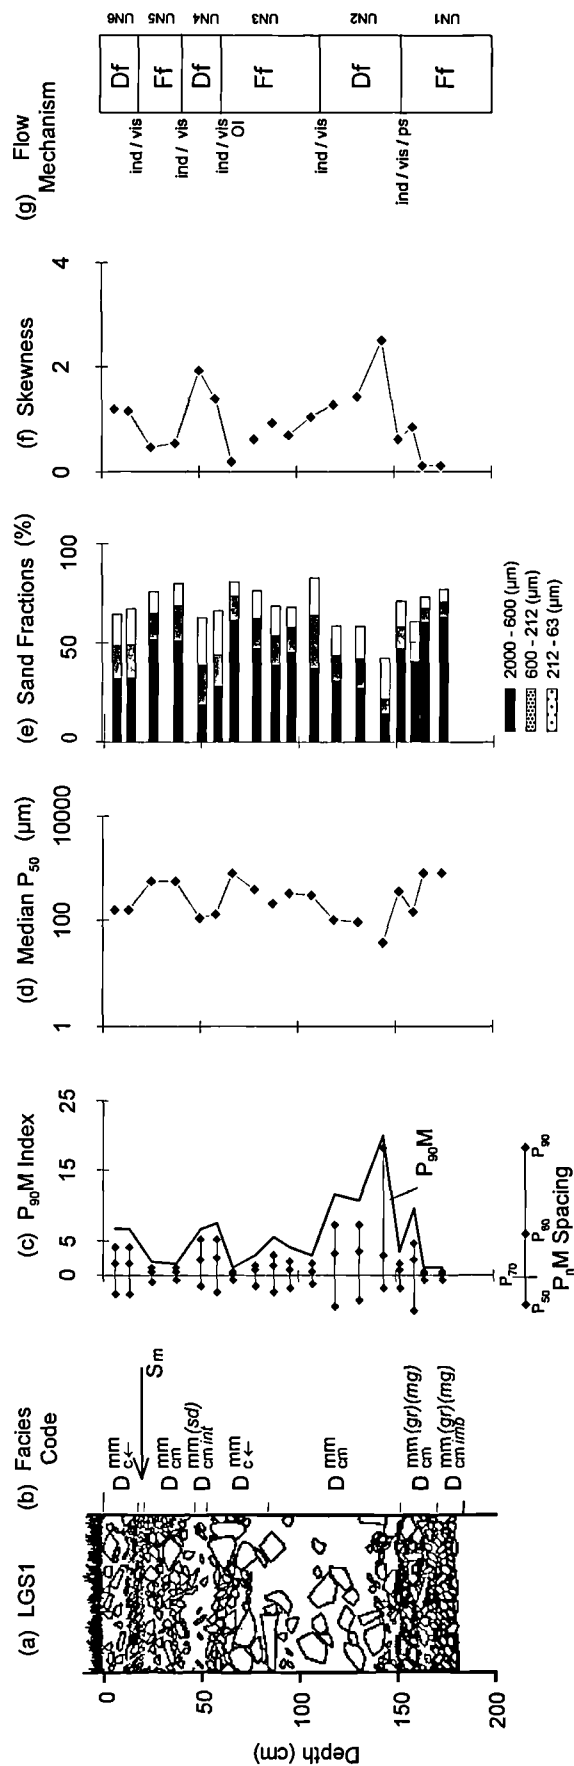 (a) LGS1
Depth (cm)
0
50
100
150
200
(b) Facies
Code
D mm c←
Sm
D mm cm
D mm (sd) cm int
D mm c←
D mm cm
D mm (gr)(mg) cm
D mm (gr)(mg) cm imb
(c) P90M Index
0 5 15 25
P90M
P70
P50 P60 P90
PnM Spacing
(d) Median P50 (µm)
1 100 10000
(e) Sand Fractions (%)
0 50 100
2000 - 600 (µm)
600 - 212 (µm)
212 - 63 (µm)
(f) Skewness
0 2 4
(g) Flow
Mechanism
ind / vis
ind / vis
ind / vis
OI
ind / vis
ind / vis / ps
Df UN6
Ff UN5
Df UN4
Ff UN3
Df UN2
Ff UN1